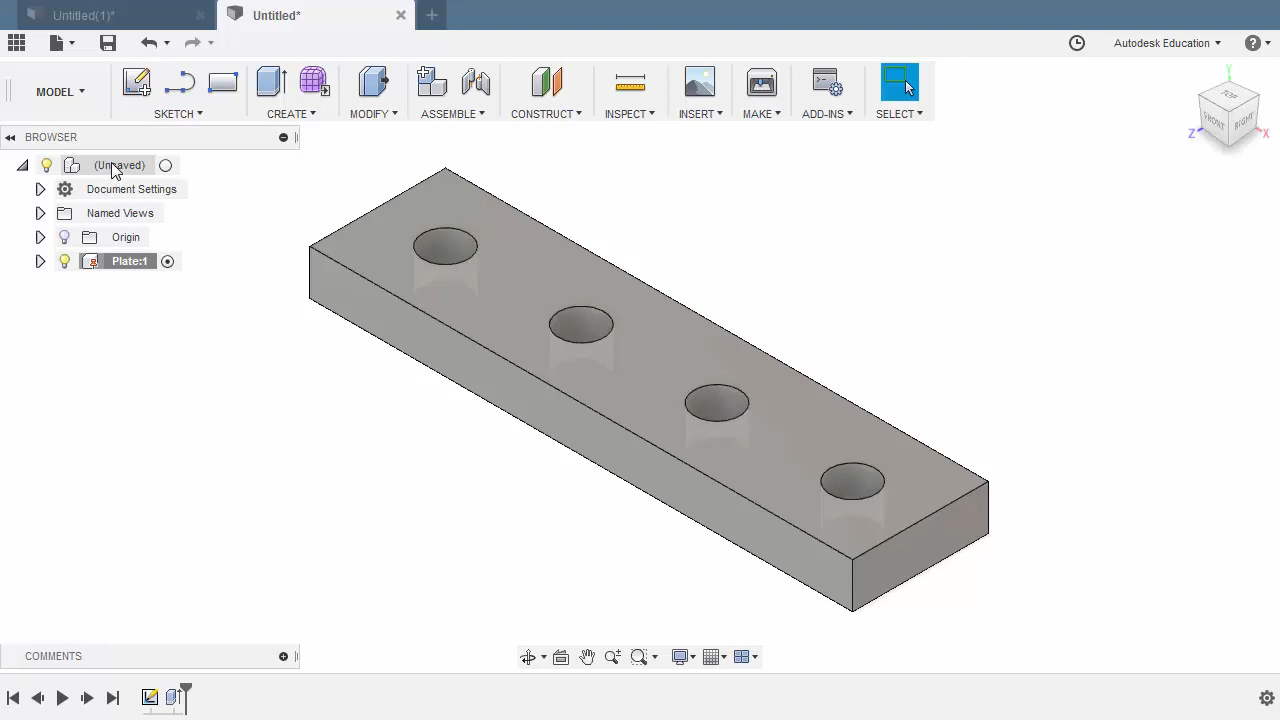 Untitled(1)*
Untitled*
Autodesk Education
MODEL
SKETCH
CREATE
MODIFY
ASSEMBLE
CONSTRUCT
INSPECT
INSERT
MAKE
ADD-INS
SELECT
BROWSER
(Unsaved)
Document Settings
Named Views
Origin
Plate:1
Y
TOP
FRONT
RIGHT
Z
X
COMMENTS